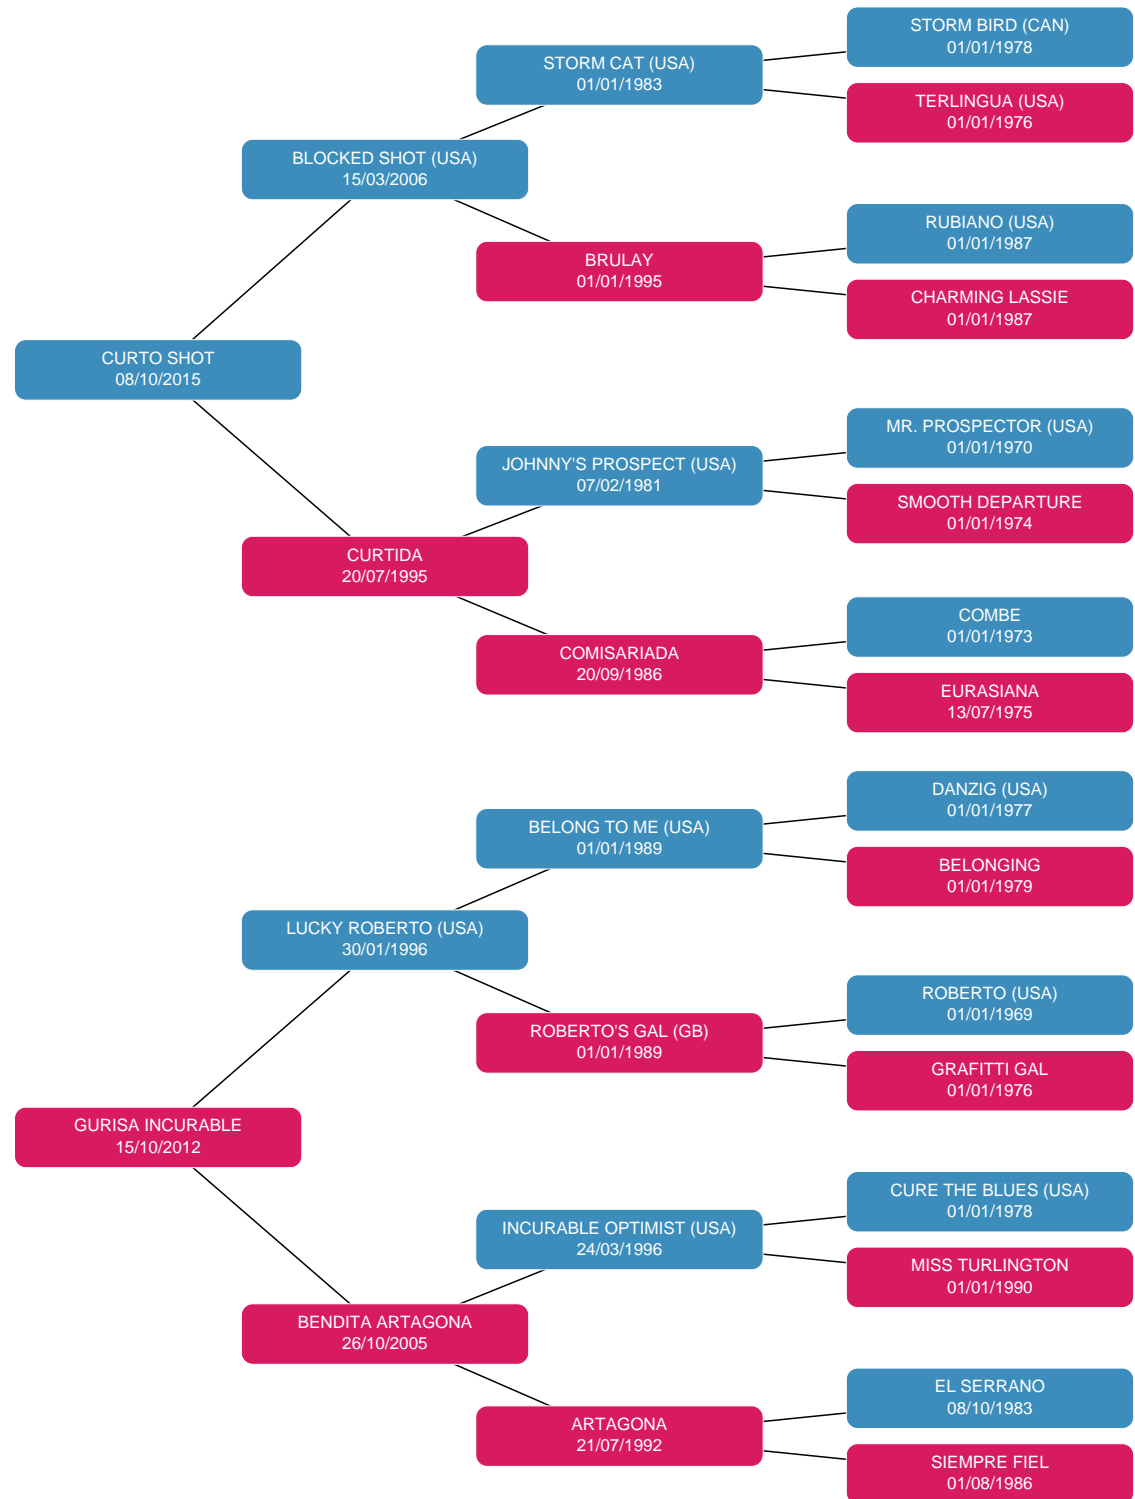 STORM BIRD (CAN)
01/01/1978
STORM CAT (USA)
01/01/1983
TERLINGUA (USA)
01/01/1976
BLOCKED SHOT (USA)
15/03/2006
RUBIANO (USA)
01/01/1987
BRULAY
01/01/1995
CHARMING LASSIE
01/01/1987
CURTO SHOT
08/10/2015
MR. PROSPECTOR (USA)
01/01/1970
JOHNNY'S PROSPECT (USA)
07/02/1981
SMOOTH DEPARTURE
01/01/1974
CURTIDA
20/07/1995
COMBE
01/01/1973
COMISARIADA
20/09/1986
EURASIANA
13/07/1975
DANZIG (USA)
01/01/1977
BELONG TO ME (USA)
01/01/1989
BELONGING
01/01/1979
LUCKY ROBERTO (USA)
30/01/1996
ROBERTO (USA)
01/01/1969
ROBERTO'S GAL (GB)
01/01/1989
GRAFITTI GAL
01/01/1976
GURISA INCURABLE
15/10/2012
CURE THE BLUES (USA)
01/01/1978
INCURABLE OPTIMIST (USA)
24/03/1996
MISS TURLINGTON
01/01/1990
BENDITA ARTAGONA
26/10/2005
EL SERRANO
08/10/1983
ARTAGONA
21/07/1992
SIEMPRE FIEL
01/08/1986